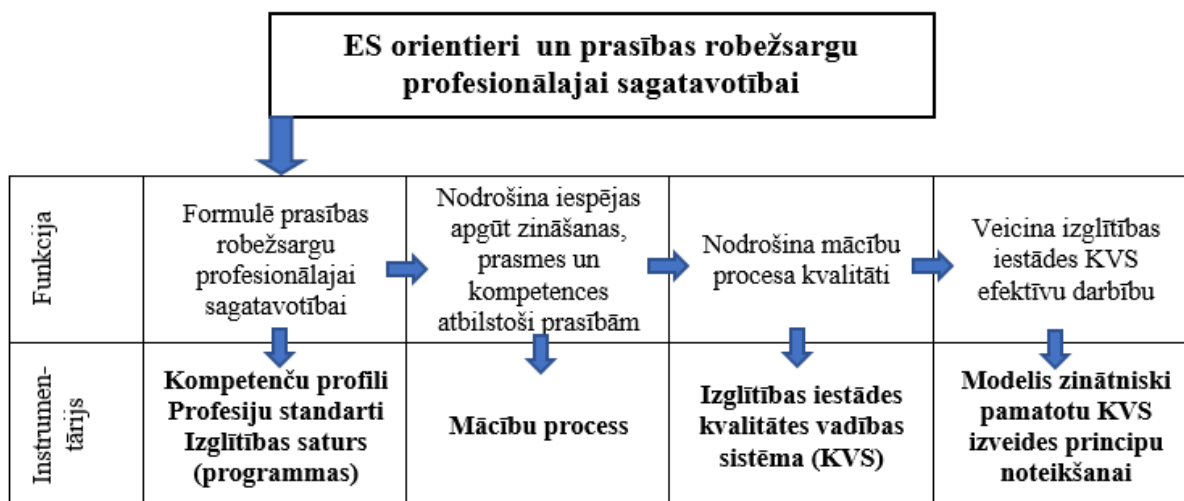 ES orientieri un prasības robežsargu
profesionālajai sagatavotībai
Funkcija
Formulē prasības
robežsargu
profesionālajai
sagatavotībai
Nodrošina iespējas
apgūt zināšanas,
prasmes un
kompetences
atbilstoši prasībām
Nodrošina mācību
procesa kvalitāti
Veicina izglītības
iestādes KVS
efektīvu darbību
Instrumen-
tārijs
Kompetenču profili
Profesiju standarti
Izglītības saturs
(programmas)
Mācību process
Izglītības iestādes
kvalitātes vadības
sistēma (KVS)
Modelis zinātniski
pamatotu KVS
izveides principu
noteikšanai